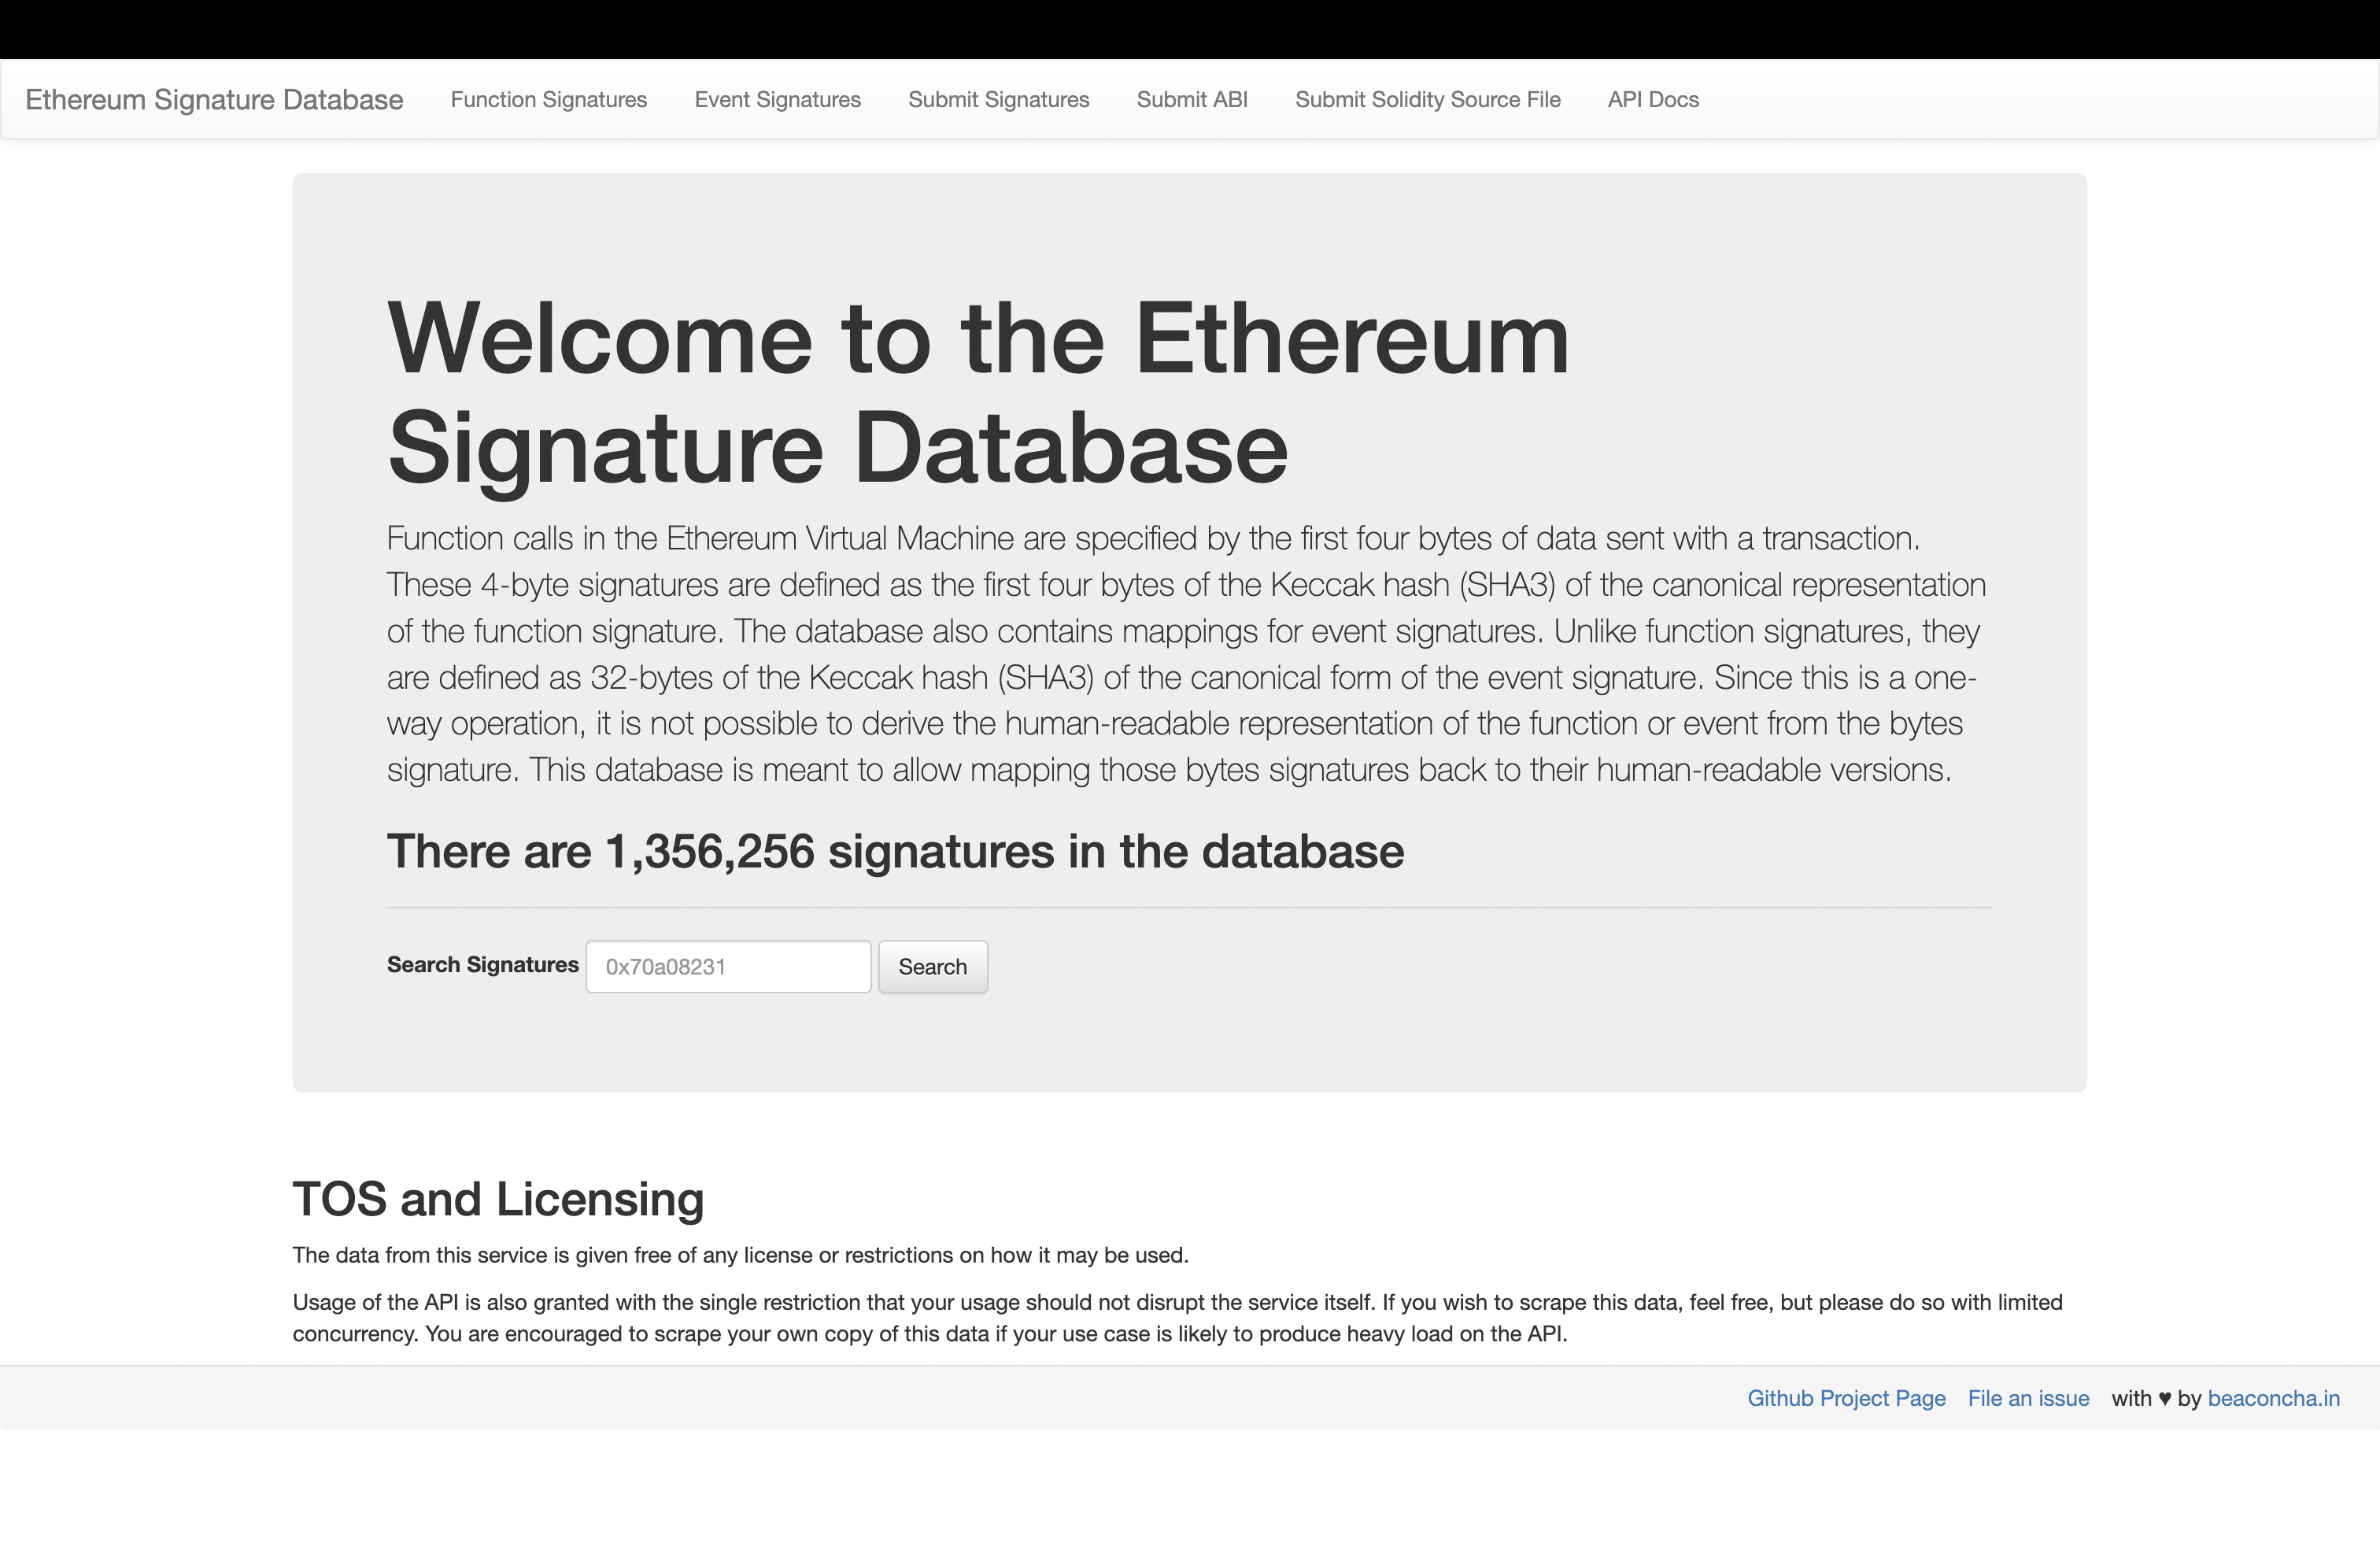 Ethereum Signature Database Function Signatures Event Signatures Submit Signatures Submit ABI Submit Solidity Source File API Docs
Welcome to the Ethereum
Signature Database
Function calls in the Ethereum Virtual Machine are specified by the first four bytes of data sent with a transaction.
These 4-byte signatures are defined as the first four bytes of the Keccak hash (SHA3) of the canonical representation
of the function signature. The database also contains mappings for event signatures. Unlike function signatures, they
are defined as 32-bytes of the Keccak hash (SHA3) of the canonical form of the event signature. Since this is a one-
way operation, it is not possible to derive the human-readable representation of the function or event from the bytes
signature. This database is meant to allow mapping those bytes signatures back to their human-readable versions.
There are 1,356,256 signatures in the database
Search Signatures 0x70a08231 Search
TOS and Licensing
The data from this service is given free of any license or restrictions on how it may be used.
Usage of the API is also granted with the single restriction that your usage should not disrupt the service itself. If you wish to scrape this data, feel free, but please do so with limited
concurrency. You are encouraged to scrape your own copy of this data if your use case is likely to produce heavy load on the API.
Github Project Page File an issue with ♥ by beaconcha.in